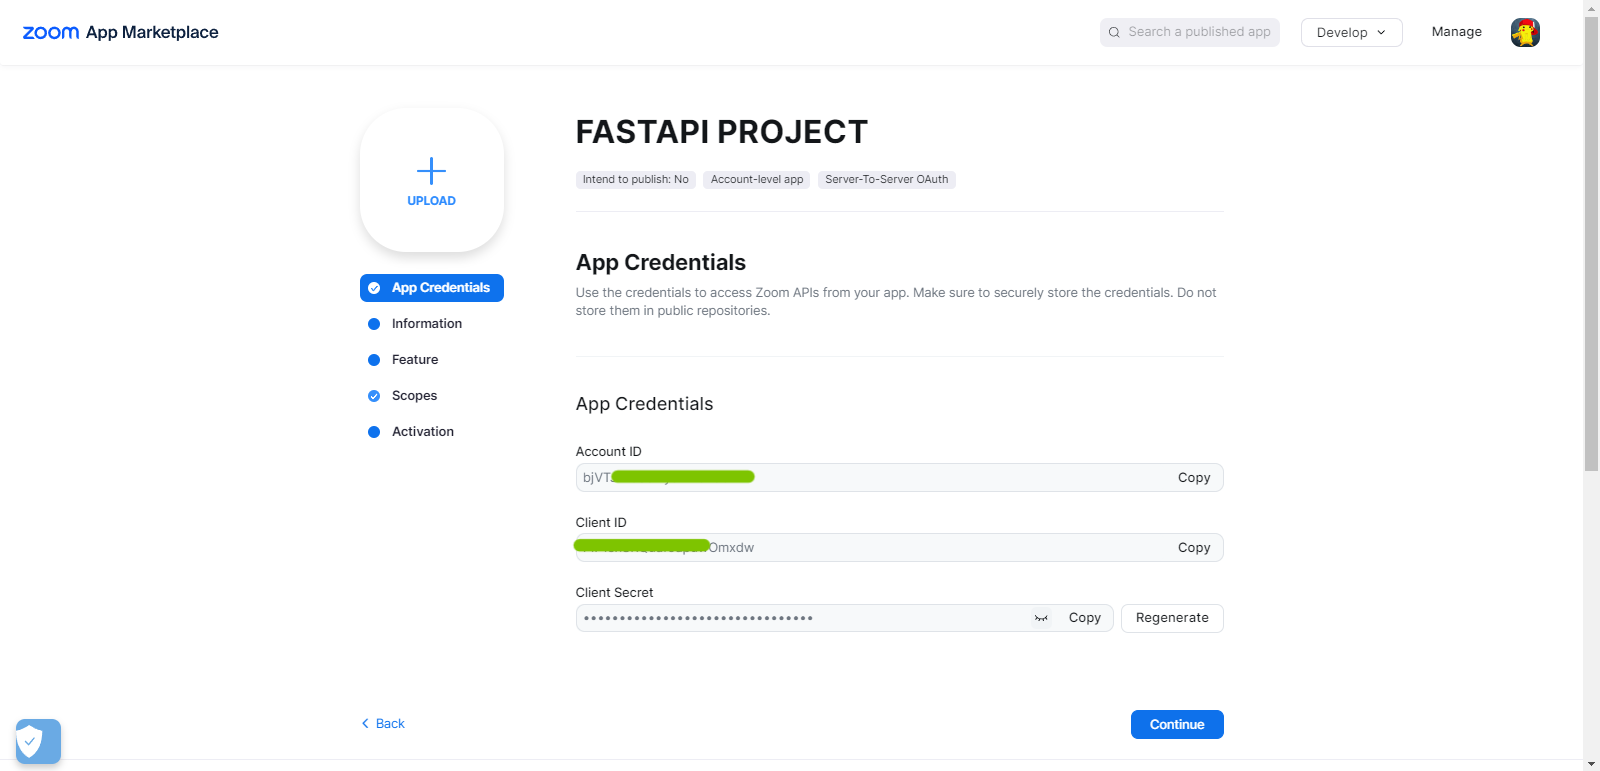 zoom App Marketplace
Search a published app
Develop
Manage
UPLOAD
App Credentials
Information
Feature
Scopes
Activation
FASTAPI PROJECT
Intend to publish: No
Account-level app
Server-To-Server OAuth
App Credentials
Use the credentials to access Zoom APIs from your app. Make sure to securely store the credentials. Do not
store them in public repositories.
App Credentials
Account ID
bjVT
Copy
Client ID
Omxdw
Copy
Client Secret
Copy
Regenerate
Back
Continue